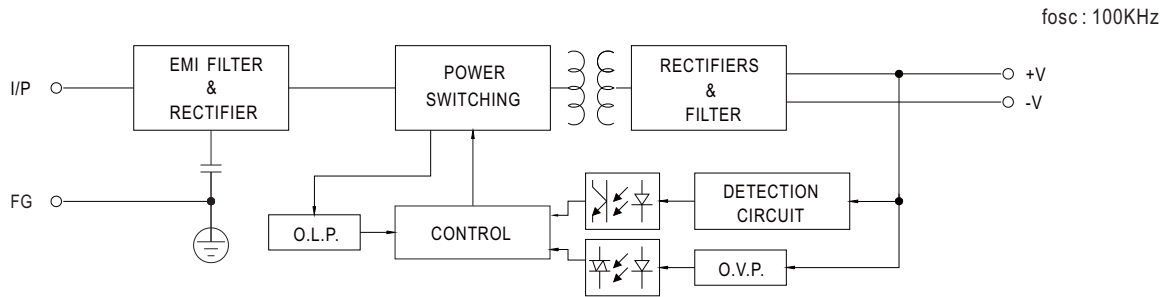 fosc : 100KHz
I/P
EMI FILTER
&
RECTIFIER
POWER
SWITCHING
RECTIFIERS
&
FILTER
+V
-V
FG
O.L.P.
CONTROL
DETECTION
CIRCUIT
O.V.P.